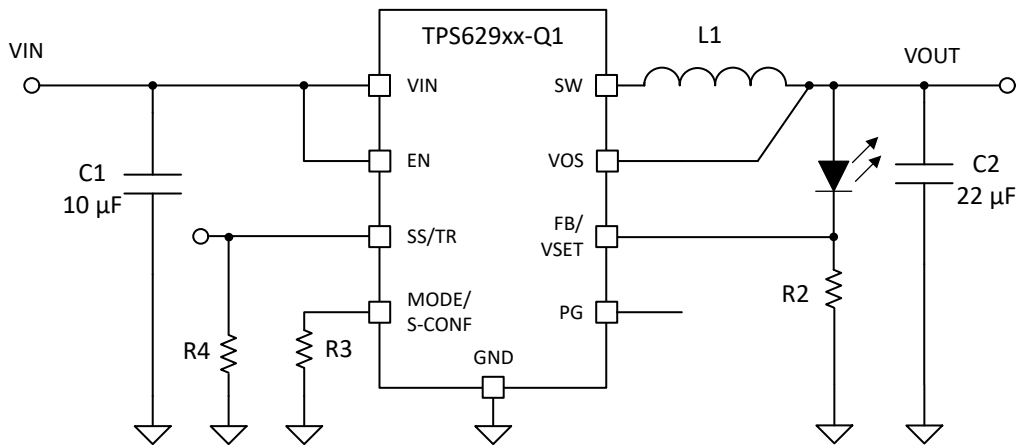 TPS629xx-Q1
L1
VIN
VOUT
VIN
SW
EN
VOS
C1
10 µF
C2
22 µF
SS/TR
FB/
VSET
R2
MODE/
S-CONF
PG
R4
R3
GND